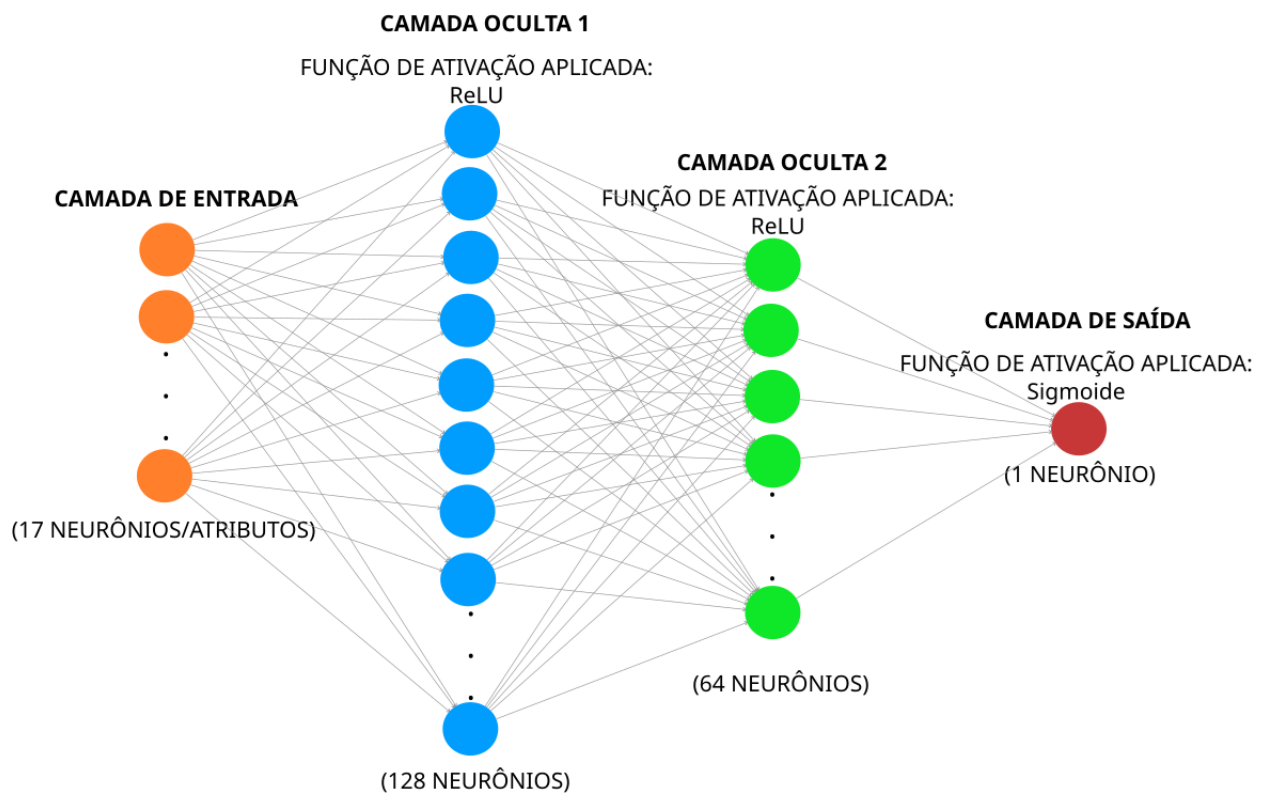 CAMADA OCULTA 1
FUNÇÃO DE ATIVAÇÃO APLICADA:
ReLU
CAMADA OCULTA 2
FUNÇÃO DE ATIVAÇÃO APLICADA:
ReLU
CAMADA DE ENTRADA
CAMADA DE SAÍDA
FUNÇÃO DE ATIVAÇÃO APLICADA:
Sigmoide
(1 NEURÔNIO)
(17 NEURÔNIOS/ATRIBUTOS)
(64 NEURÔNIOS)
(128 NEURÔNIOS)